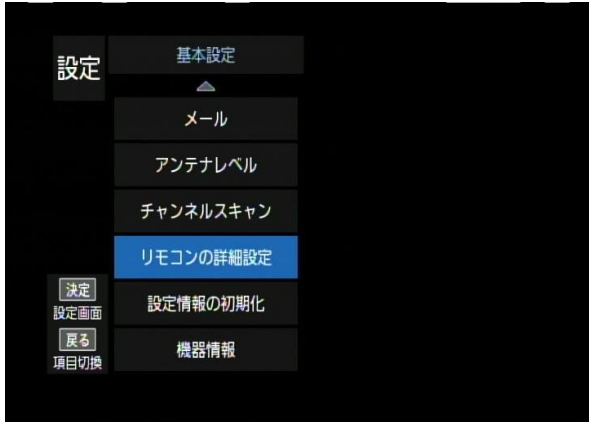 設定
基本設定
メール
アンテナレベル
チャンネルスキャン
リモコンの詳細設定
設定情報の初期化
機器情報
決定
設定画面
戻る
項目切換